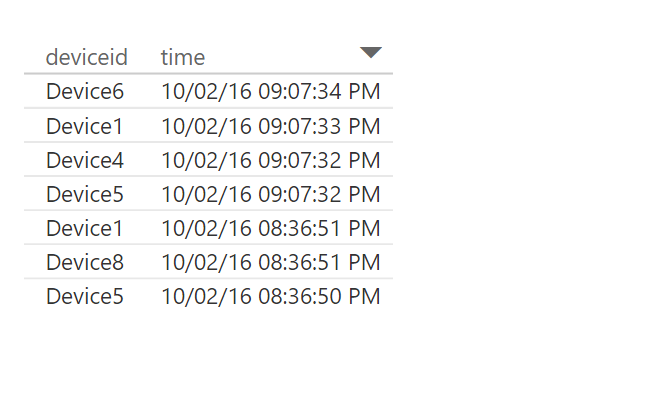 deviceid time
Device6 10/02/16 09:07:34 PM
Device1 10/02/16 09:07:33 PM
Device4 10/02/16 09:07:32 PM
Device5 10/02/16 09:07:32 PM
Device1 10/02/16 08:36:51 PM
Device8 10/02/16 08:36:51 PM
Device5 10/02/16 08:36:50 PM